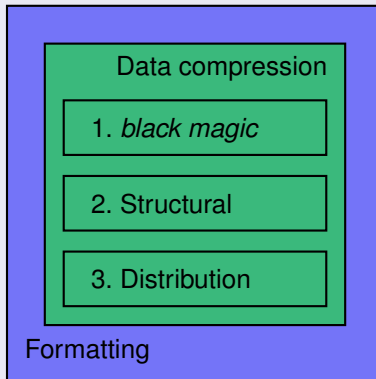 Data compression
1. black magic
2. Structural
3. Distribution
Formatting